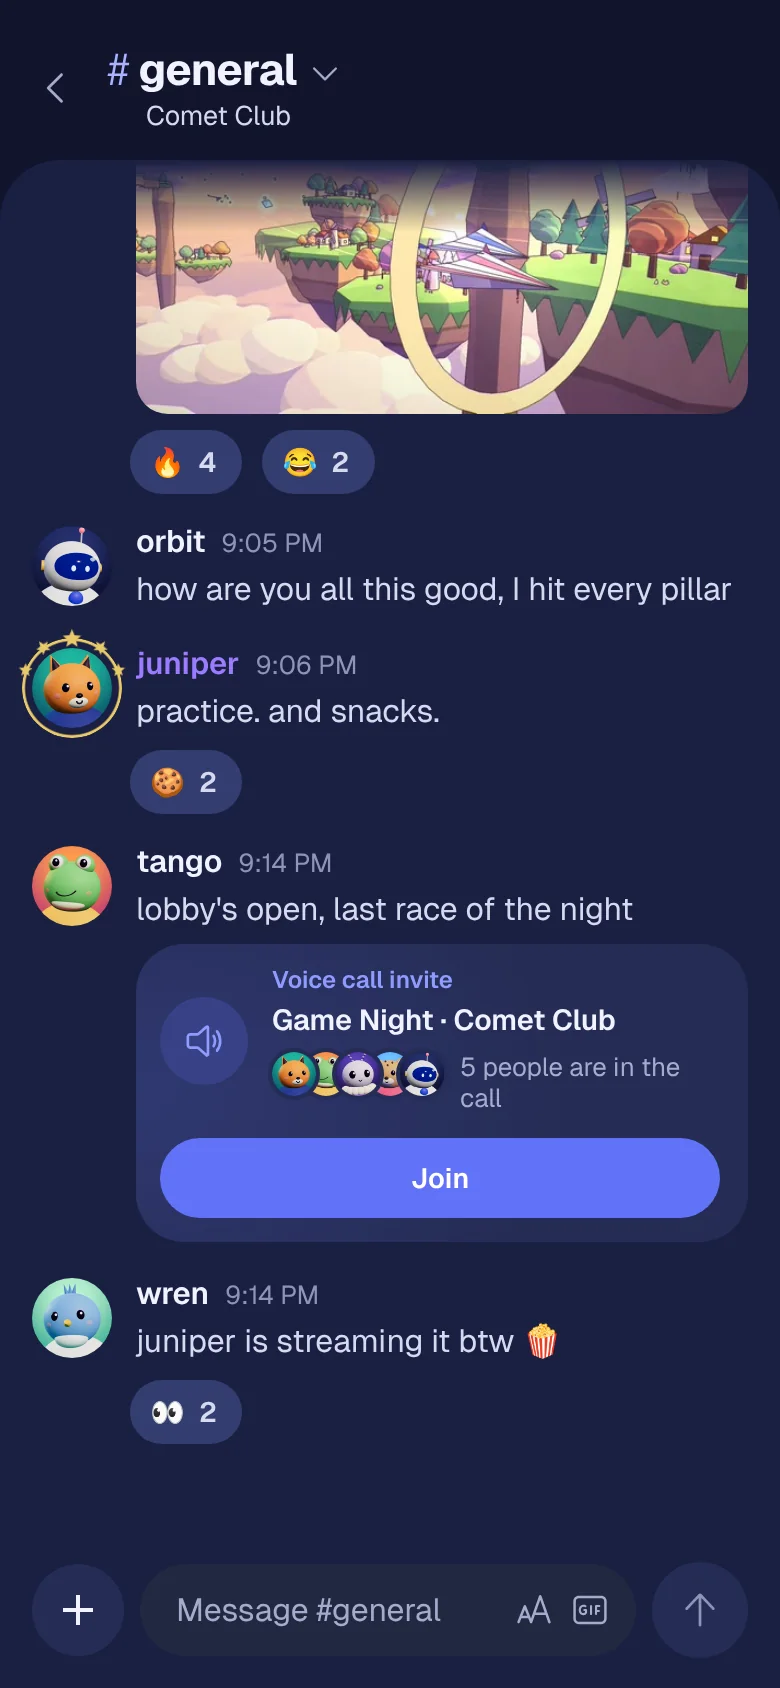 # general
Comet Club
🔥 4 😂 2
orbit 9:05 PM
how are you all this good, I hit every pillar
juniper 9:06 PM
practice. and snacks.
🍪 2
tango 9:14 PM
lobby's open, last race of the night
Voice call invite
Game Night · Comet Club
5 people are in the
call
Join
wren 9:14 PM
juniper is streaming it btw 🍿
👀 2
Message #general AA GIF